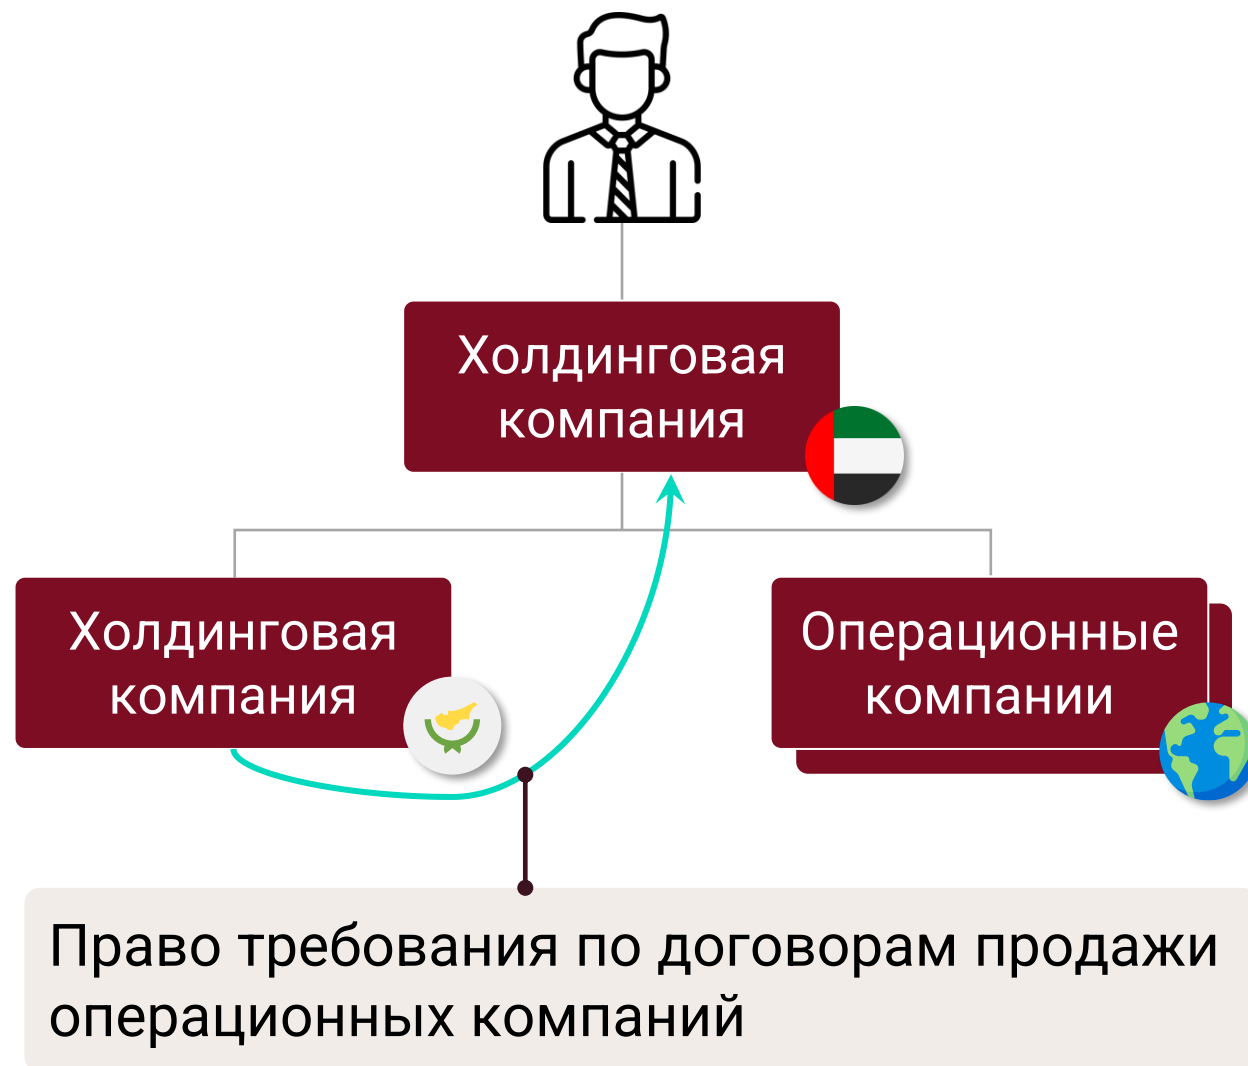 Холдинговая
компания
Холдинговая
компания
Операционные
компании
Право требования по договорам продажи
операционных компаний